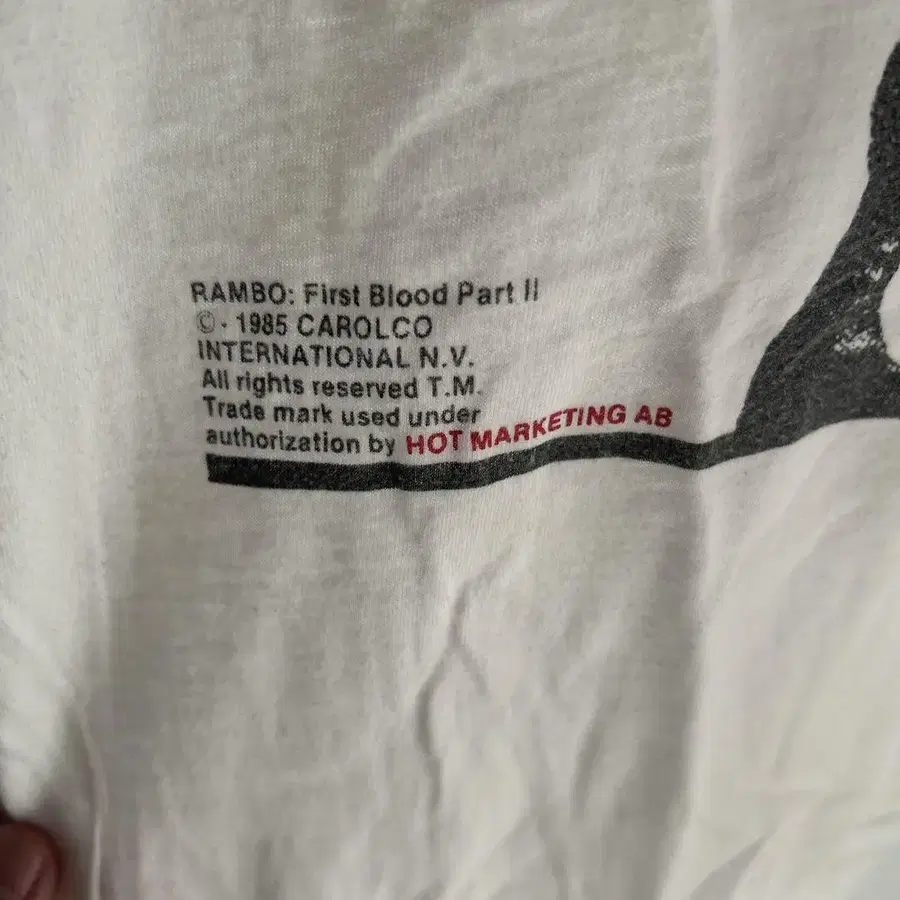 RAMBO: First Blood Part II
©· 1985 CAROLCO
INTERNATIONAL N.V.
All rights reserved T.M.
Trade mark used under
authorization by HOT MARKETING AB